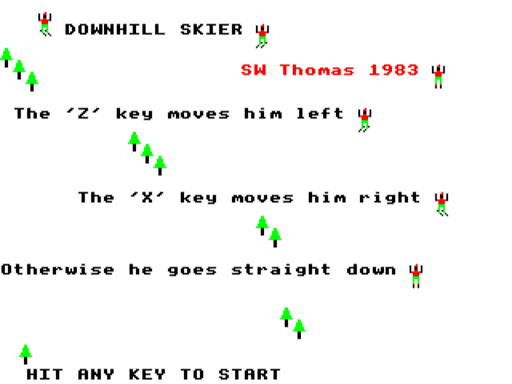 DOWNHILL SKIER
SW Thomas 1983
The 'Z' key moves him left
The 'X' key moves him right
Otherwise he goes straight down
HIT ANY KEY TO START